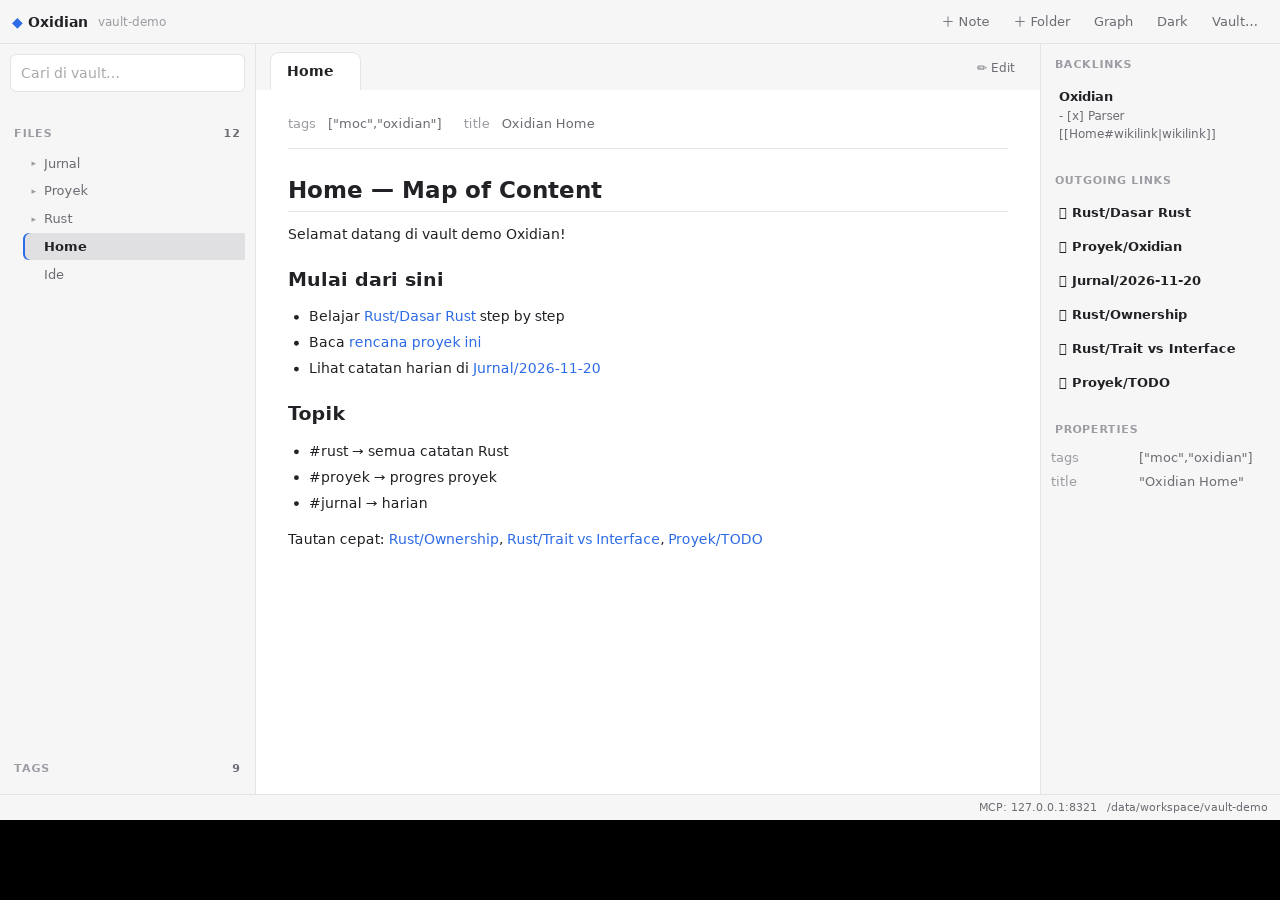 ◆ Oxidian vault-demo
+ Note + Folder Graph Dark Vault…
Cari di vault…
FILES 12
▸ Jurnal
▸ Proyek
▸ Rust
Home
Ide
TAGS 9
Home
✏ Edit
tags ["moc","oxidian"] title Oxidian Home
Home — Map of Content
Selamat datang di vault demo Oxidian!
Mulai dari sini
• Belajar Rust/Dasar Rust step by step
• Baca rencana proyek ini
• Lihat catatan harian di Jurnal/2026-11-20
Topik
• #rust → semua catatan Rust
• #proyek → progres proyek
• #jurnal → harian
Tautan cepat: Rust/Ownership, Rust/Trait vs Interface, Proyek/TODO
BACKLINKS
Oxidian
- [x] Parser
[[Home#wikilink|wikilink]]
OUTGOING LINKS
Rust/Dasar Rust
Proyek/Oxidian
Jurnal/2026-11-20
Rust/Ownership
Rust/Trait vs Interface
Proyek/TODO
PROPERTIES
tags ["moc","oxidian"]
title "Oxidian Home"
MCP: 127.0.0.1:8321 /data/workspace/vault-demo